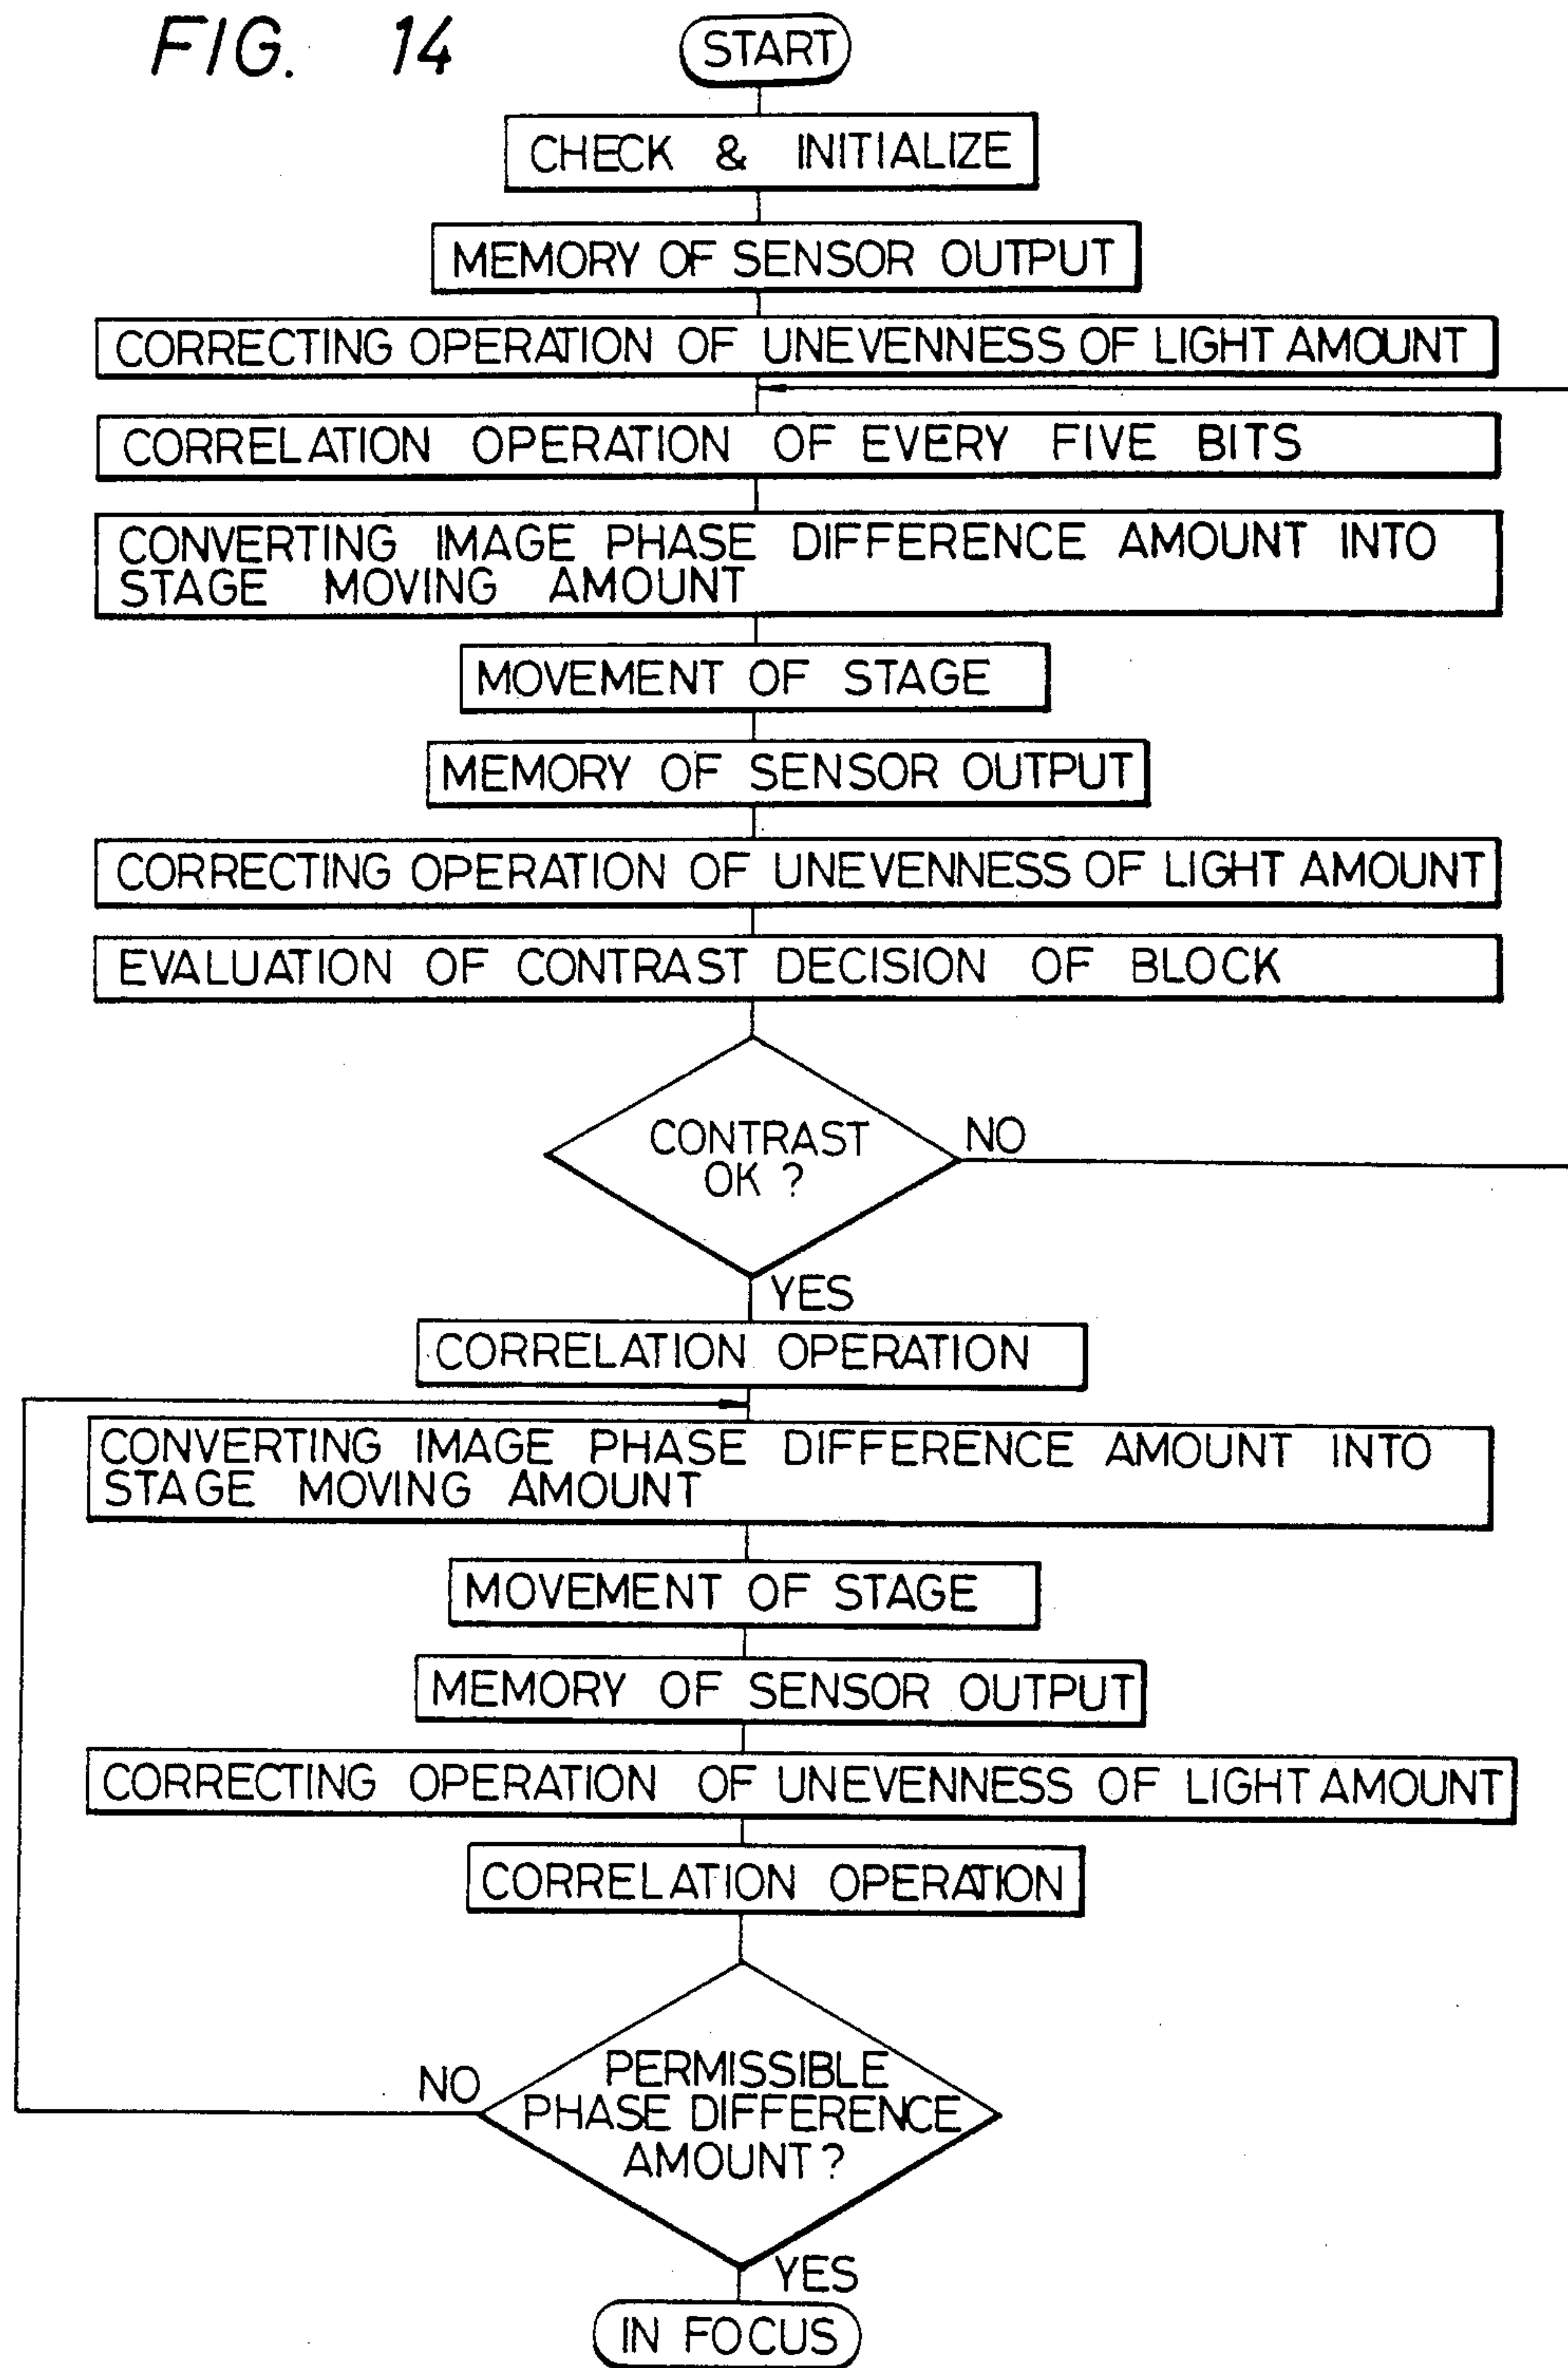 FIG. 14
START
CHECK & INITIALIZE
MEMORY OF SENSOR OUTPUT
CORRECTING OPERATION OF UNEVENNESS OF LIGHT AMOUNT
CORRELATION OPERATION OF EVERY FIVE BITS
CONVERTING IMAGE PHASE DIFFERENCE AMOUNT INTO
STAGE MOVING AMOUNT
MOVEMENT OF STAGE
MEMORY OF SENSOR OUTPUT
CORRECTING OPERATION OF UNEVENNESS OF LIGHT AMOUNT
EVALUATION OF CONTRAST DECISION OF BLOCK
CONTRAST
OK ?
NO
YES
CORRELATION OPERATION
CONVERTING IMAGE PHASE DIFFERENCE AMOUNT INTO
STAGE MOVING AMOUNT
MOVEMENT OF STAGE
MEMORY OF SENSOR OUTPUT
CORRECTING OPERATION OF UNEVENNESS OF LIGHT AMOUNT
CORRELATION OPERATION
PERMISSIBLE
PHASE DIFFERENCE
AMOUNT ?
NO
YES
IN FOCUS